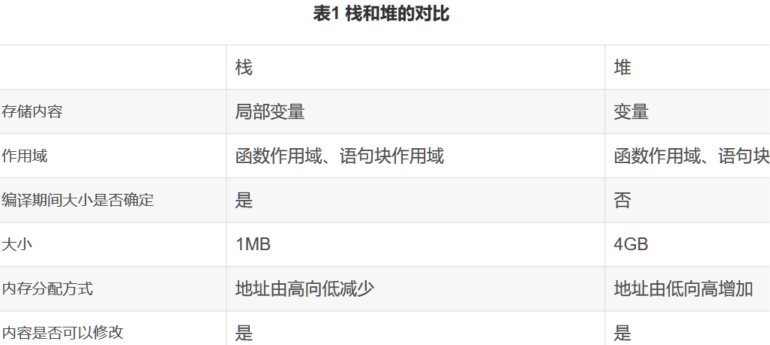 表1 栈和堆的对比
栈 堆
存储内容 局部变量 变量
作用域 函数作用域、语句块作用域 函数作用域、语句块
编译期间大小是否确定 是 否
大小 1MB 4GB
内存分配方式 地址由高向低减少 地址由低向高增加
内容是否可以修改 是 是